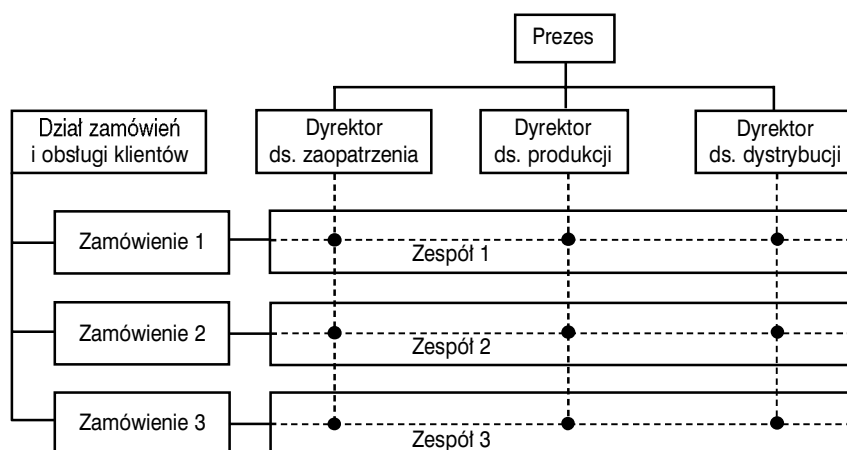 Prezes
Dział zamówień
i obsługi klientów
Dyrektor
ds. zaopatrzenia
Dyrektor
ds. produkcji
Dyrektor
ds. dystrybucji
Zamówienie 1
Zespół 1
Zamówienie 2
Zespół 2
Zamówienie 3
Zespół 3